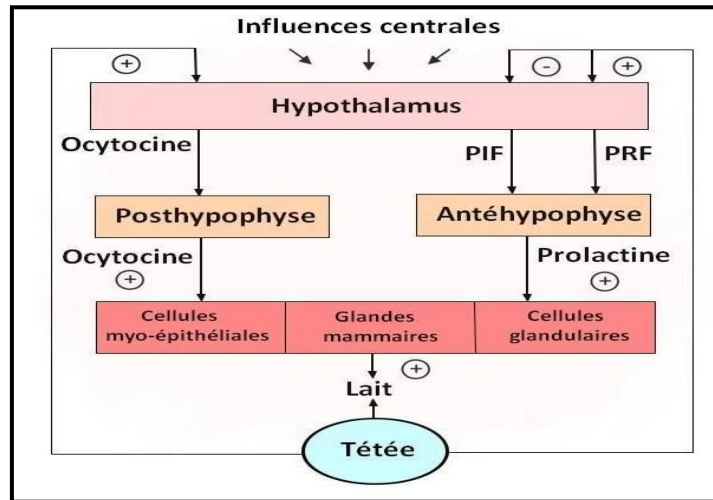 Influences centrales
+
-
+
Hypothalamus
Ocytocine
PIF
PRF
Posthypophyse
Antéhypophyse
Ocytocine
+
Prolactine
+
Cellules
myo-épithéliales
Glandes
mammaires
Cellules
glandulaires
+
Lait
Tétée